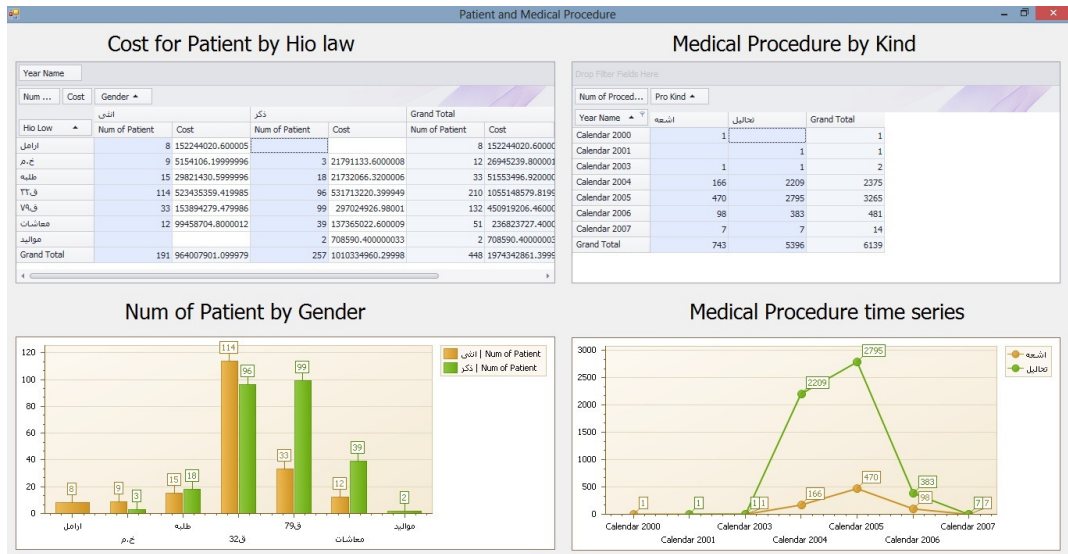 Patient and Medical Procedure
Cost for Patient by Hio law
Year Name
Num ... Cost Gender
انثى ذكر Grand Total
Hio Low Num of Patient Cost Num of Patient Cost Num of Patient Cost
ارامل 8 152244020.600005 8 152244020.6000
خ.م 9 5154106.19999996 3 21791133.6000008 12 26945239.800001
طلبه 15 29821430.5999996 18 21732066.3200006 33 51553496.920000
ق٣٢ 114 523435359.419985 96 531713220.399949 210 1055148579.8199
ق٧٩ 33 153894279.479986 99 297024926.98001 132 450919206.46000
معاشات 12 99458704.8000012 39 137365022.600009 51 236823727.4000
مواليد 2 708590.400000033 2 708590.40000003
Grand Total 191 964007901.099979 257 1010334960.29998 448 1974342861.3999
Medical Procedure by Kind
Drop Filter Fields Here
Num of Proced... Pro Kind
Year Name اشعه تحاليل Grand Total
Calendar 2000 1 1
Calendar 2001 1 1
Calendar 2003 1 1 2
Calendar 2004 166 2209 2375
Calendar 2005 470 2795 3265
Calendar 2006 98 383 481
Calendar 2007 7 7 14
Grand Total 743 5396 6139
Num of Patient by Gender
120
100
80
60
40
20
0
8
9 3
15 18
114 96
33 99
12 39
2
ارامل طلبه ق79 مواليد
خ.م ق32 معاشات
انثى | Num of Patient
ذكر | Num of Patient
Medical Procedure time series
3000
2500
2000
1500
1000
500
0
1 1 1 1
2209 2795 383 7
166 470 98 7
Calendar 2000 Calendar 2003 Calendar 2005 Calendar 2007
Calendar 2001 Calendar 2004 Calendar 2006
اشعه
تحاليل